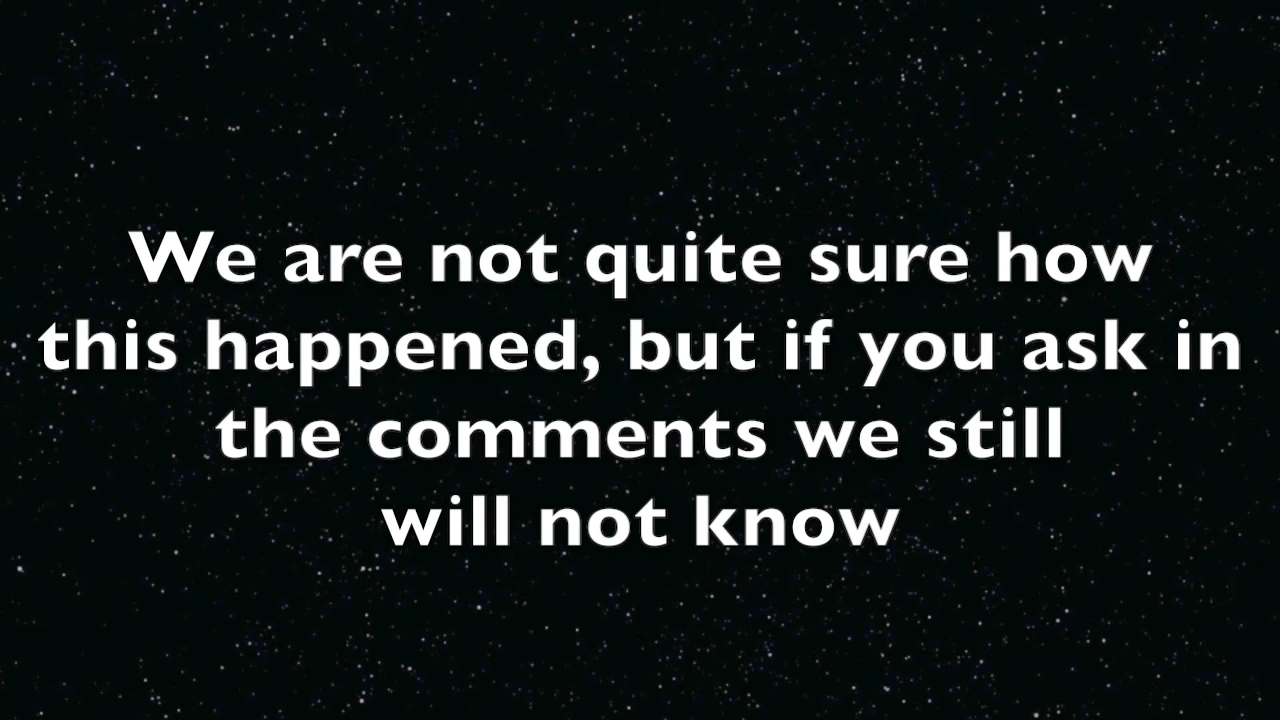 We are not quite sure how
this happened, but if you ask in
the comments we still
will not know